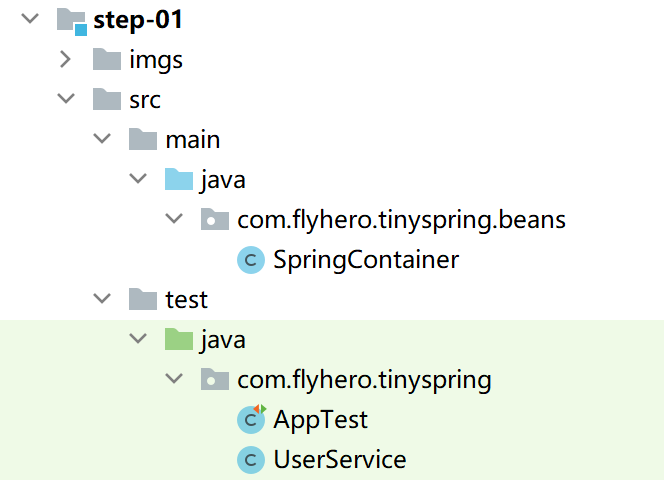 step-01
imgs
src
main
java
com.flyhero.tinyspring.beans
SpringContainer
test
java
com.flyhero.tinyspring
AppTest
UserService